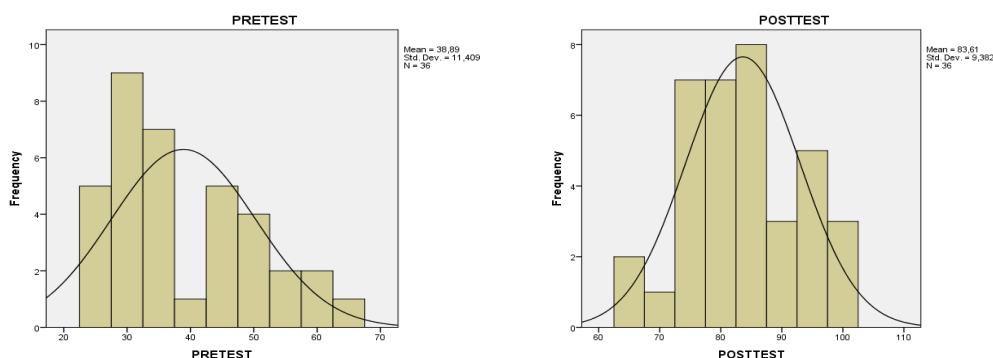 PRETEST
Mean = 38,89
Std. Dev. = 11,409
N = 36
10
8
6
4
2
0
Frequency
20 30 40 50 60 70
PRETEST
POSTTEST
Mean = 83,61
Std. Dev. = 9,382
N = 36
8
6
4
2
0
Frequency
60 70 80 90 100 110
POSTTEST